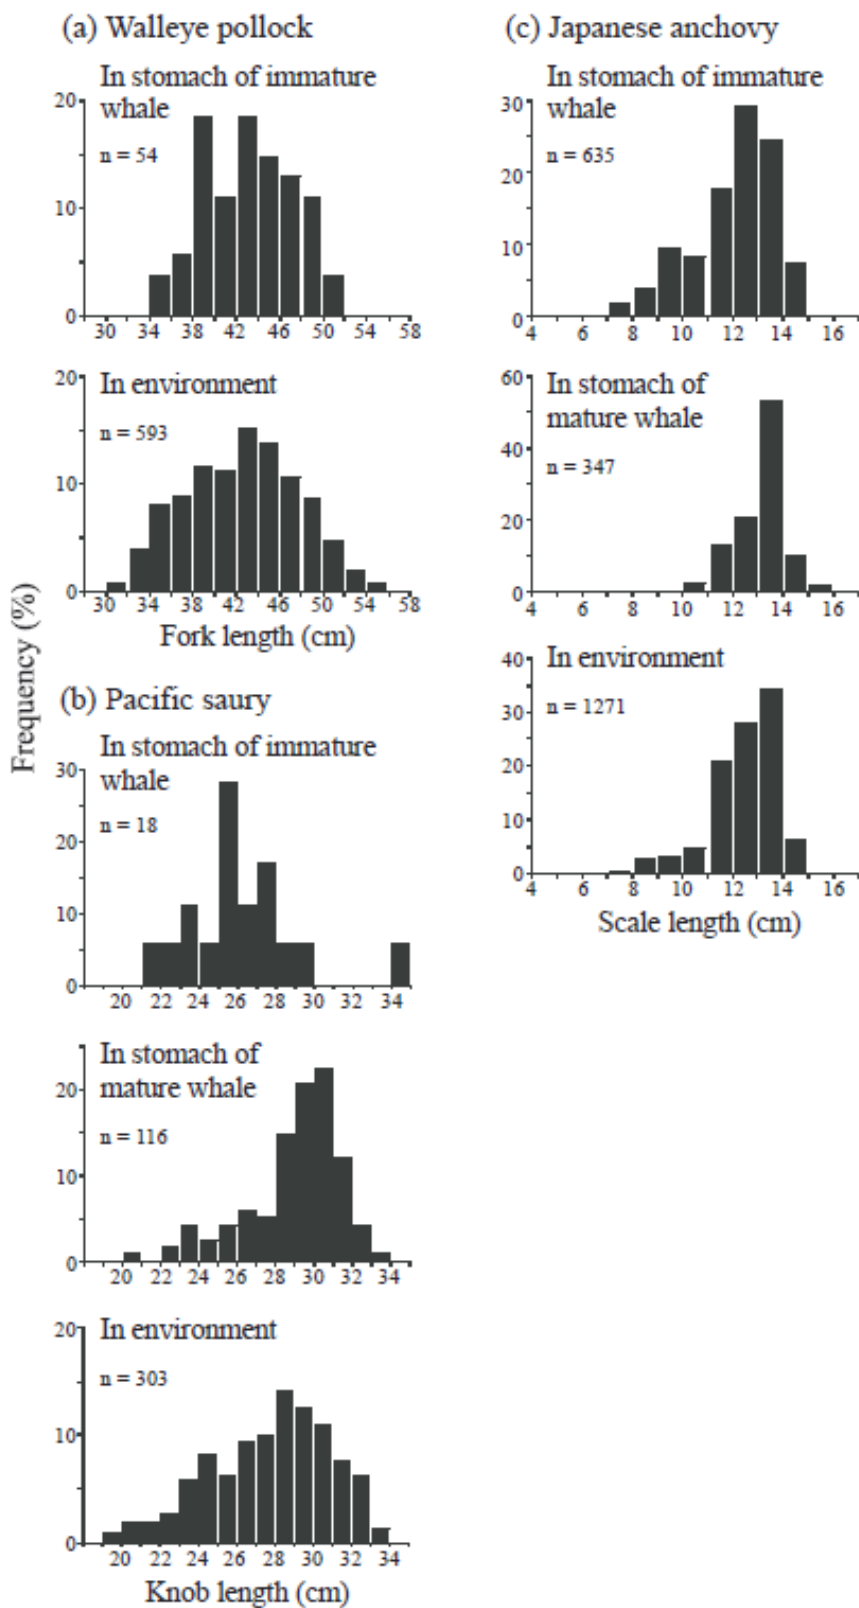 Frequency (%)
(a) Walleye pollock
In stomach of immature
whale
n = 54
20
10
0
30 34 38 42 46 50 54 58
In environment
n = 593
20
10
0
30 34 38 42 46 50 54 58
Fork length (cm)
(b) Pacific saury
In stomach of immature
whale
n = 18
30
20
10
0
20 22 24 26 28 30 32 34
In stomach of
mature whale
n = 116
20
10
0
20 22 24 26 28 30 32 34
In environment
n = 303
20
10
0
20 22 24 26 28 30 32 34
Knob length (cm)
(c) Japanese anchovy
In stomach of immature
whale
n = 635
30
20
10
0
4 6 8 10 12 14 16
In stomach of
mature whale
n = 347
60
40
20
0
4 6 8 10 12 14 16
In environment
n = 1271
40
30
20
10
0
4 6 8 10 12 14 16
Scale length (cm)